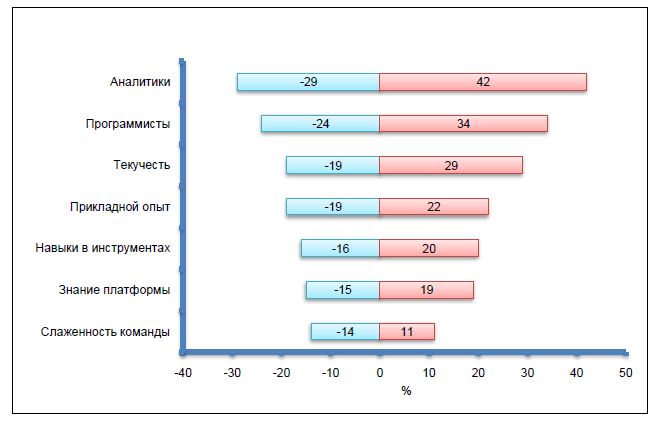 Аналитики -29 42
Программисты -24 34
Текучесть -19 29
Прикладной опыт -19 22
Навыки в инструментах -16 20
Знание платформы -15 19
Слаженность команды -14 11
-40 -30 -20 -10 0 10 20 30 40 50
%